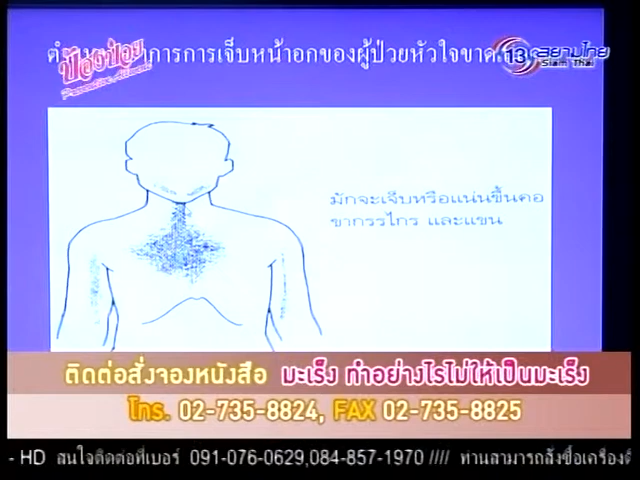 การการเจ็บหน้าอกของผู้ป่วยหัวใจขาด
ป้องป่อย
13 สยามไทย
Siam Thai
มักจะเจ็บหรือแน่นขึ้นคอ
ขากรรไกร และแขน
ติดต่อสั่งจองหนังสือ มะเร็ง ทำอย่างไรไม่ให้เป็นมะเร็ง
โทร. 02-735-8824, FAX 02-735-8825
- HD สนใจติดต่อที่เบอร์ 091-076-0629,084-857-1970 //// ท่านสามารถสั่งซื้อเครื่อง